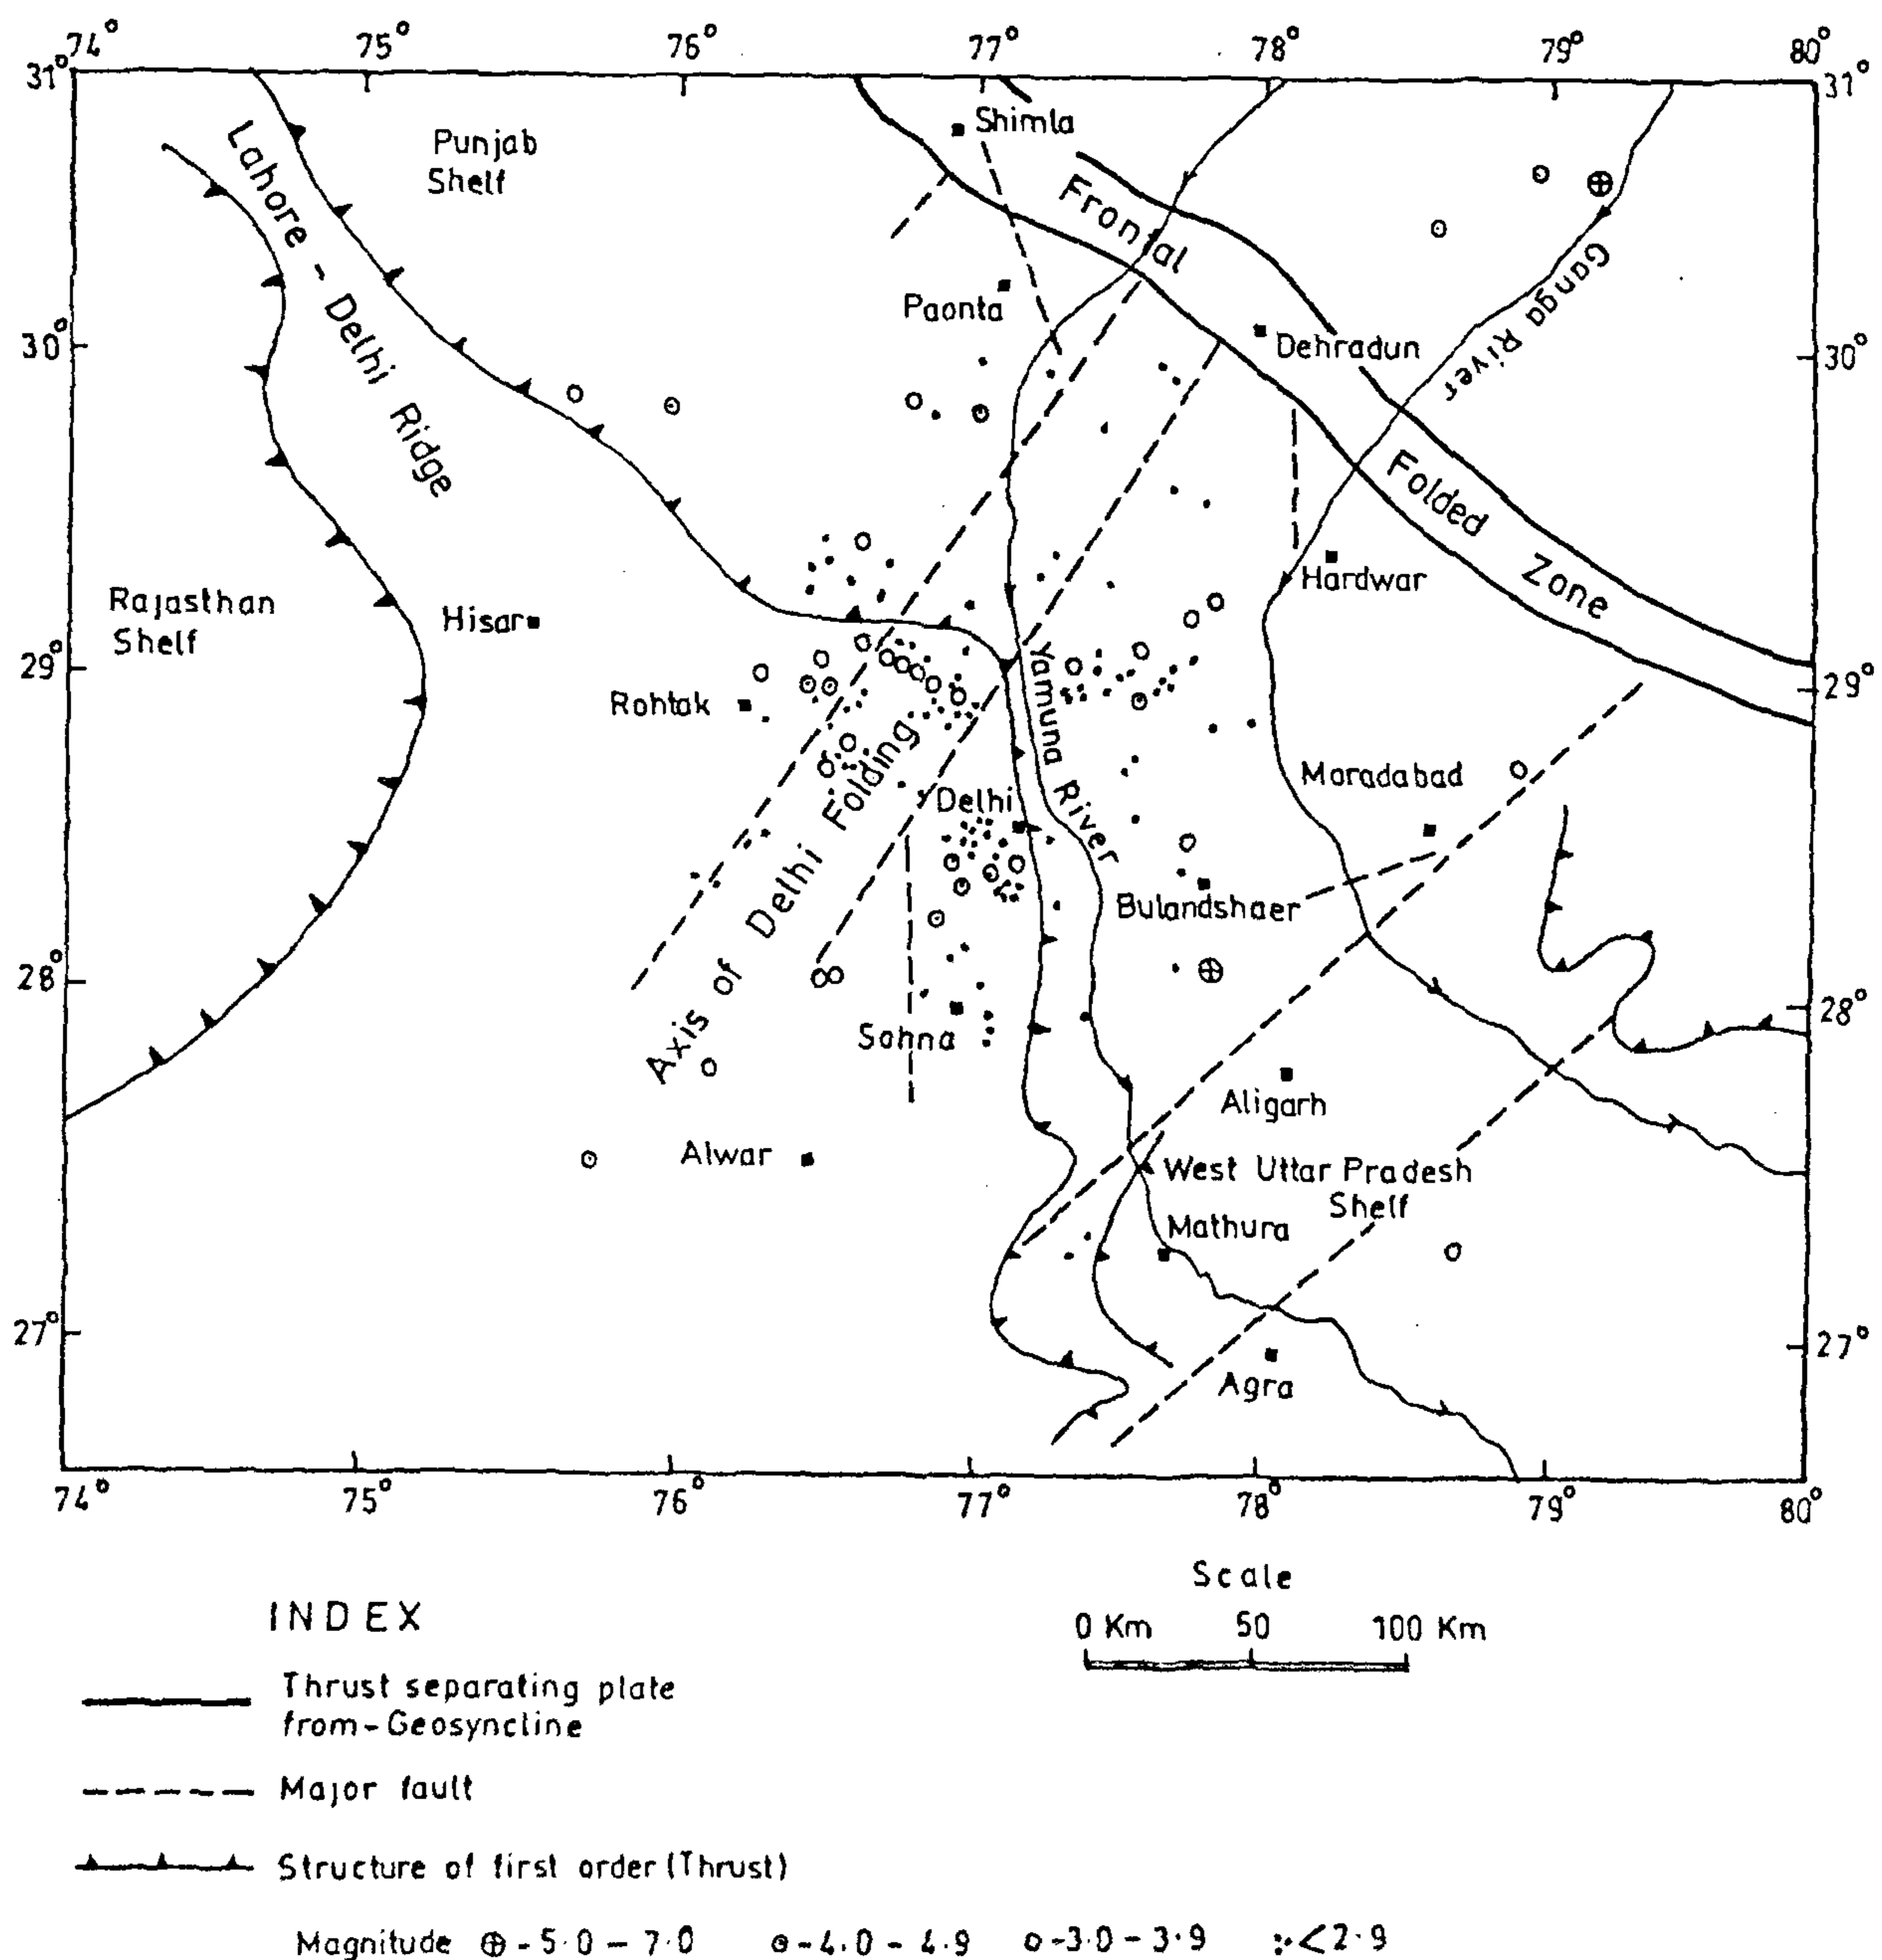 74° 75° 76° 77° 78° 79° 80°
31° 31°
Shimla
Punjab
Shelf
Lahore - Delhi Ridge
Frontal
Ganga River
Paonta
30° 30°
Dehradun
Folded Zone
Hardwar
Rajasthan
Shelf
Hisar
29° 29°
Rohtak
Yamuna River
Moradabad
Delhi
Axis of Delhi Folding
Bulandshaer
28° 28°
Sohna
Aligarh
Alwar
West Uttar Pradesh
Shelf
Mathura
27° 27°
Agra
74° 75° 76° 77° 78° 79° 80°
Scale
0 Km 50 100 Km
INDEX
Thrust separating plate
from-Geosyncline
Major fault
Structure of first order (Thrust)
Magnitude ⊕ - 5.0 - 7.0 ⊙ - 4.0 - 4.9 o - 3.0 - 3.9 <2.9